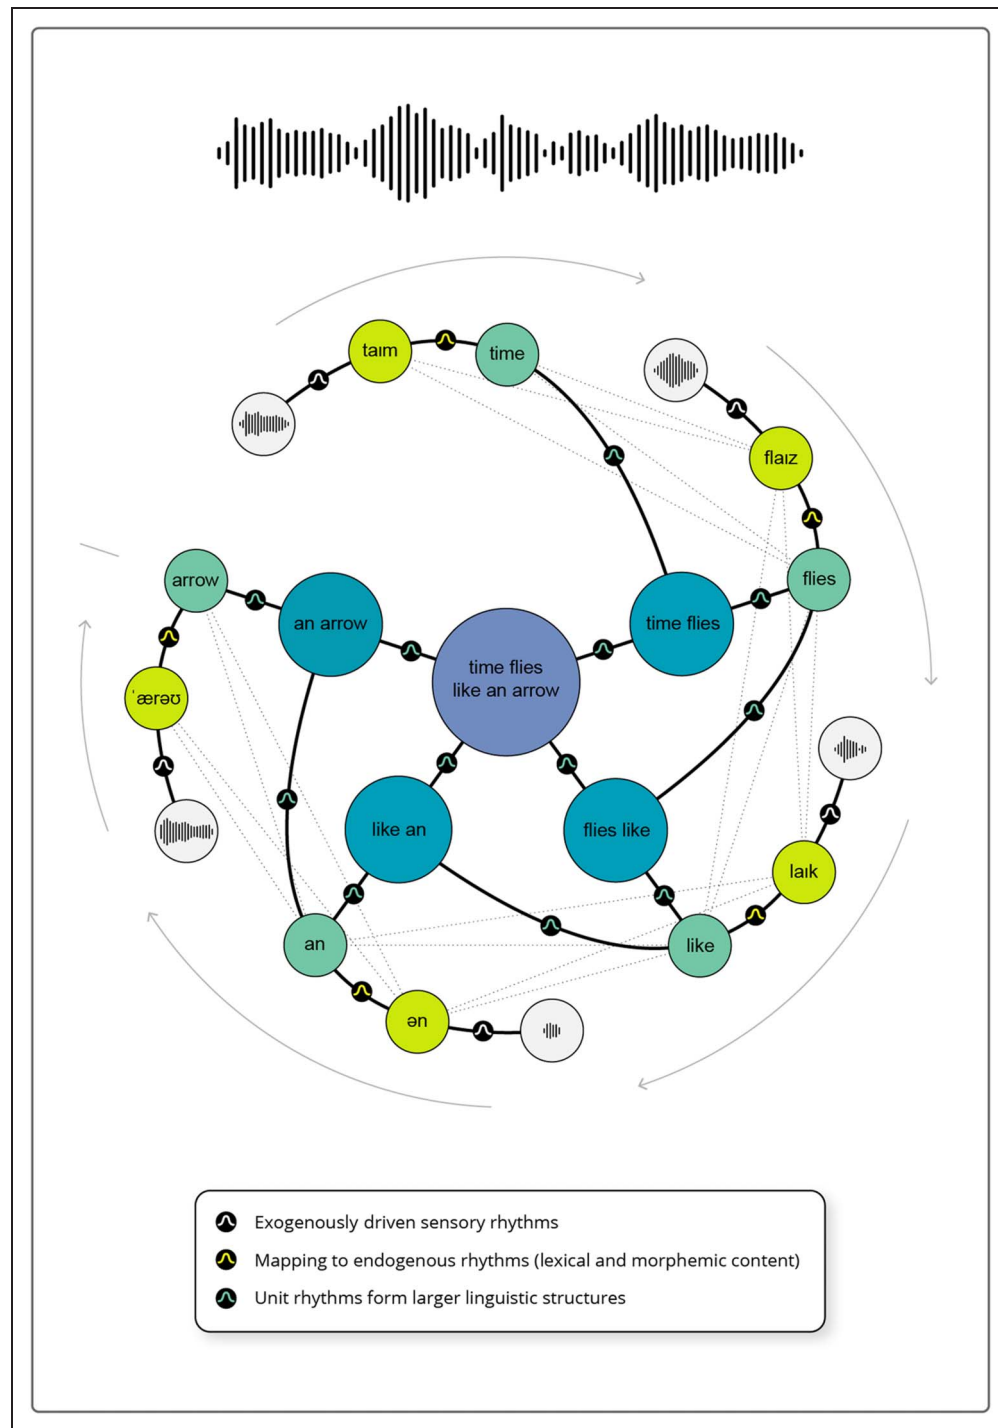 taɪm
time
flaɪz
flies
arrow
an arrow
time flies
like an arrow
time flies
ˈærəʊ
like an
flies like
laɪk
an
like
ən
Exogenously driven sensory rhythms
Mapping to endogenous rhythms (lexical and morphemic content)
Unit rhythms form larger linguistic structures